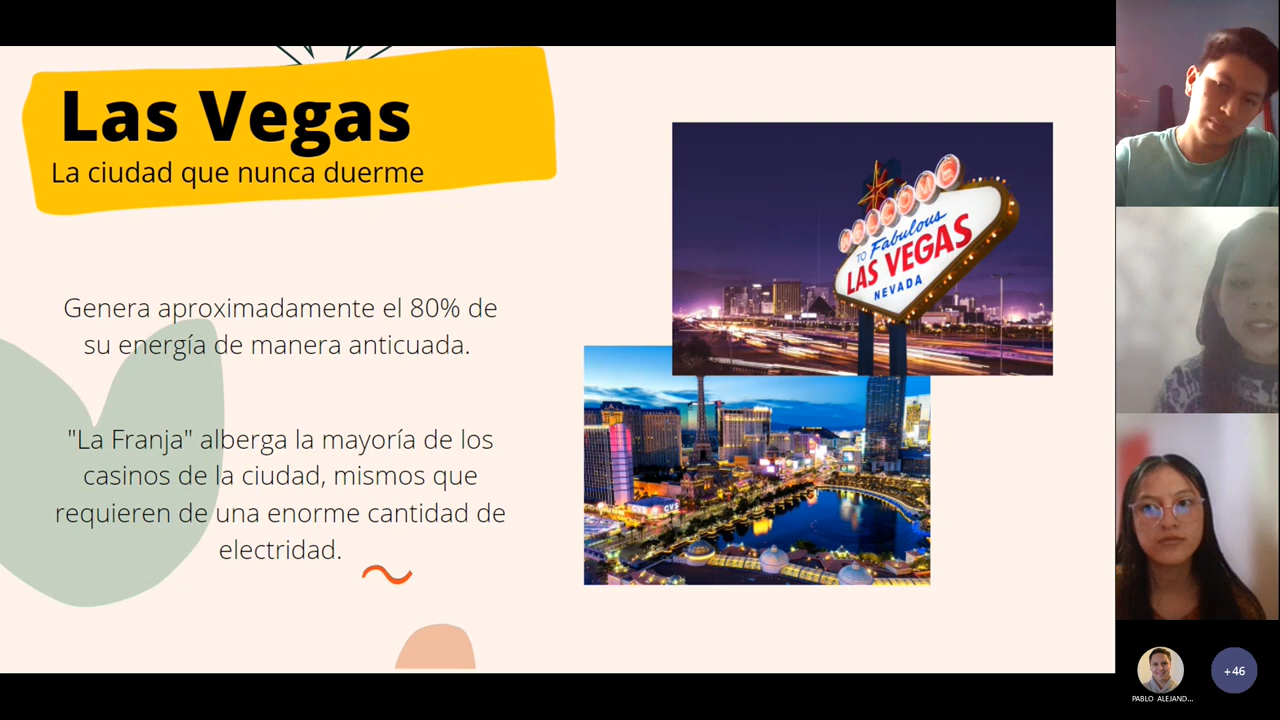 Las Vegas
La ciudad que nunca duerme
Genera aproximadamente el 80% de
su energía de manera anticuada.
"La Franja" alberga la mayoría de los
casinos de la ciudad, mismos que
requieren de una enorme cantidad de
electridad.
WELCOME
TO Fabulous
LAS VEGAS
NEVADA
PABLO ALEJAND...
+46